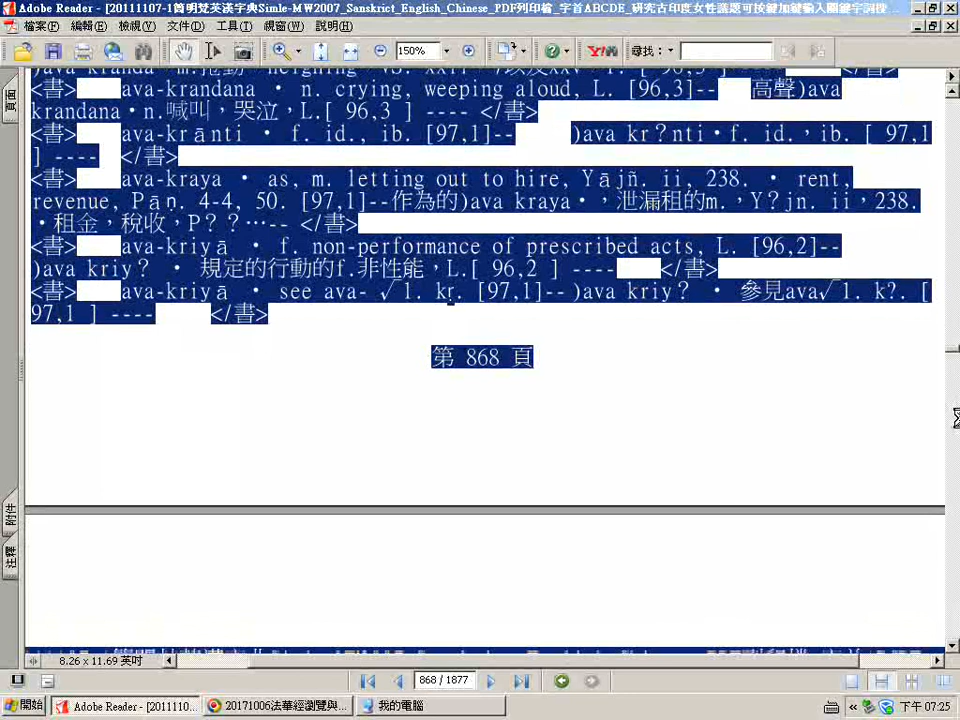 Adobe Reader - [20111107-1簡明梵英漢字典Simle-MW2007_Sanskrict_English_Chinese_PDF列印檔_字首ABCDE_研究古印度女性議題可按鍵加鍵輸入關鍵字詞搜...
檔案(F) 編輯(E) 檢視(V) 文件(D) 工具(T) 視窗(W) 說明(H)
150% 尋找:
頁面
<書> ava-krandana ‧ n. crying, weeping aloud, L. [96,3]-- 高聲)ava
krandana‧n.喊叫，哭泣，L.[ 96,3 ] ---- </書>
<書> ava-krānti ‧ f. id., ib. [97,1]-- )ava kr?nti‧f. id.，ib. [ 97,1
] ---- </書>
<書> ava-kraya ‧ as, m. letting out to hire, Yājñ. ii, 238. ‧ rent,
revenue, Pāṇ. 4-4, 50. [97,1]--作為的)ava kraya‧,泄漏租的m.，Y？jn. ii，238.
‧租金，稅收，P？？…-- </書>
<書> ava-kriyā ‧ f. non-performance of prescribed acts, L. [96,2]--
)ava kriy？ ‧ 規定的行動的f.非性能，L.[ 96,2 ] ---- </書>
<書> ava-kriyā ‧ see ava- √1. kṛ. [97,1]-- )ava kriy？ ‧ 參見ava√1. k?. [
97,1 ] ---- </書>
第 868 頁
附件
註釋
8.26 x 11.69 英吋
868 / 1877
開始 Adobe Reader - [2011110... 20171006法華經瀏覽與... 我的電腦 下午 07:25